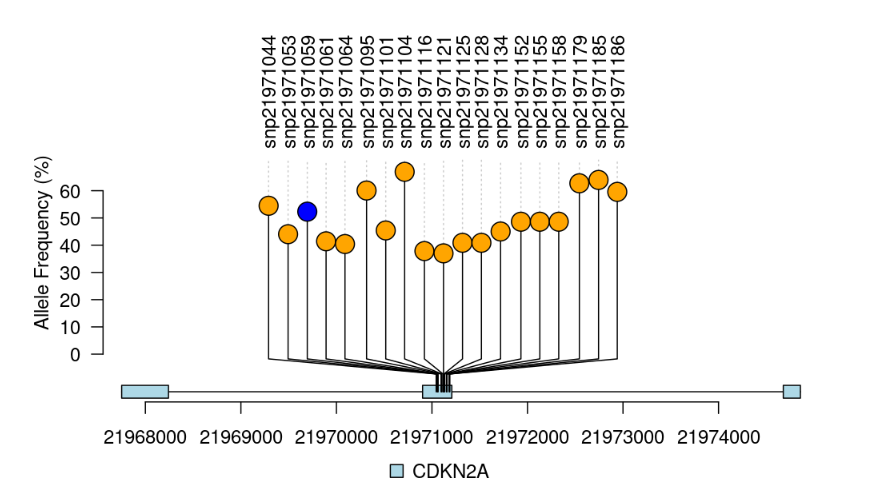 snp21971044
snp21971053
snp21971059
snp21971061
snp21971064
snp21971095
snp21971101
snp21971104
snp21971116
snp21971121
snp21971125
snp21971128
snp21971134
snp21971152
snp21971155
snp21971158
snp21971179
snp21971185
snp21971186
Allele Frequency (%)
60
50
40
30
20
10
0
21968000 21969000 21970000 21971000 21972000 21973000 21974000
CDKN2A